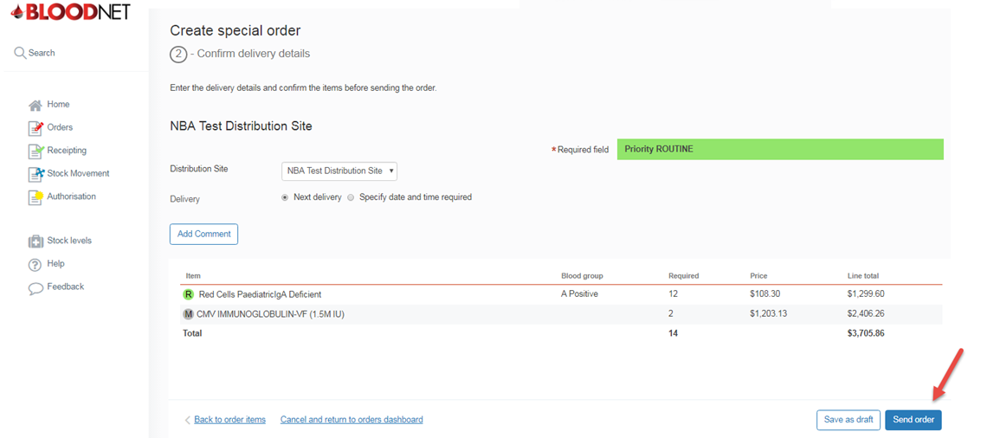 BLOODNET
Search
Home
Orders
Receipting
Stock Movement
Authorisation
Stock levels
Help
Feedback
Create special order
2 - Confirm delivery details
Enter the delivery details and confirm the items before sending the order.
NBA Test Distribution Site
*Required field Priority ROUTINE
Distribution Site NBA Test Distribution Site
Delivery Next delivery Specify date and time required
Add Comment
Item Blood group Required Price Line total
R Red Cells PaediatricIgA Deficient A Positive 12 $108.30 $1,299.60
M CMV IMMUNOGLOBULIN-VF (1.5M IU) 2 $1,203.13 $2,406.26
Total 14 $3,705.86
Back to order items Cancel and return to orders dashboard Save as draft Send order